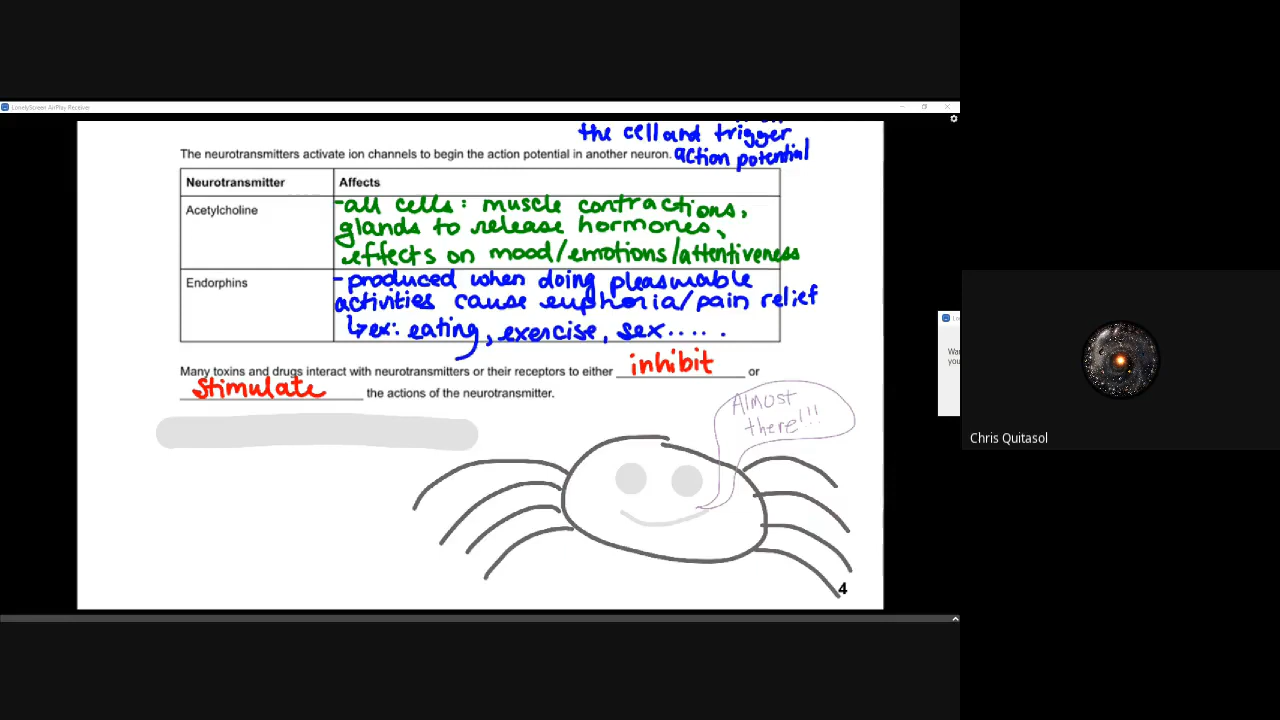 LonelyScreen AirPlay Receiver
the cell and trigger
The neurotransmitters activate ion channels to begin the action potential in another neuron. action potential
Neurotransmitter Affects
Acetylcholine -all cells: muscle contractions,
glands to release hormones,
effects on mood/emotions/attentiveness
Endorphins -produced when doing pleasurable
activities cause euphoria/pain relief
↳ex: eating, exercise, sex.....
Many toxins and drugs interact with neurotransmitters or their receptors to either inhibit or
stimulate the actions of the neurotransmitter.
Almost
there!!!
4
Chris Quitasol